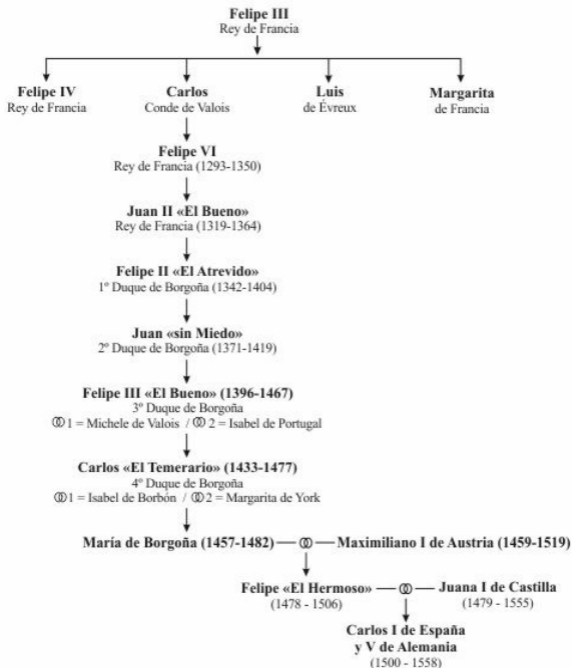 Felipe III
Rey de Francia
Felipe IV
Rey de Francia
Carlos
Conde de Valois
Luis
de Évreux
Margarita
de Francia
Felipe VI
Rey de Francia (1293-1350)
Juan II «El Bueno»
Rey de Francia (1319-1364)
Felipe II «El Atrevido»
1º Duque de Borgoña (1342-1404)
Juan «sin Miedo»
2º Duque de Borgoña (1371-1419)
Felipe III «El Bueno» (1396-1467)
3º Duque de Borgoña
⚭ 1 = Michele de Valois / ⚭ 2 = Isabel de Portugal
Carlos «El Temerario» (1433-1477)
4º Duque de Borgoña
⚭ 1 = Isabel de Borbón / ⚭ 2 = Margarita de York
María de Borgoña (1457-1482) — ⚭ — Maximiliano I de Austria (1459-1519)
Felipe «El Hermoso» — ⚭ — Juana I de Castilla
(1478 - 1506) (1479 - 1555)
Carlos I de España
y V de Alemania
(1500 - 1558)